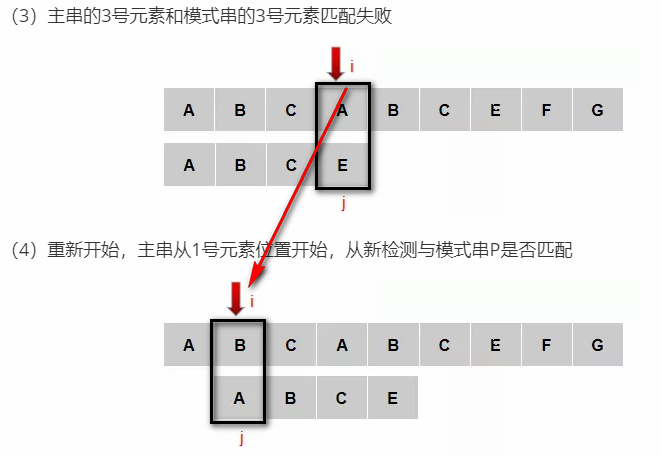 （3）主串的3号元素和模式串的3号元素匹配失败
i
A B C A B C E F G
A B C E
j
（4）重新开始，主串从1号元素位置开始，从新检测与模式串P是否匹配
i
A B C A B C E F G
A B C E
j